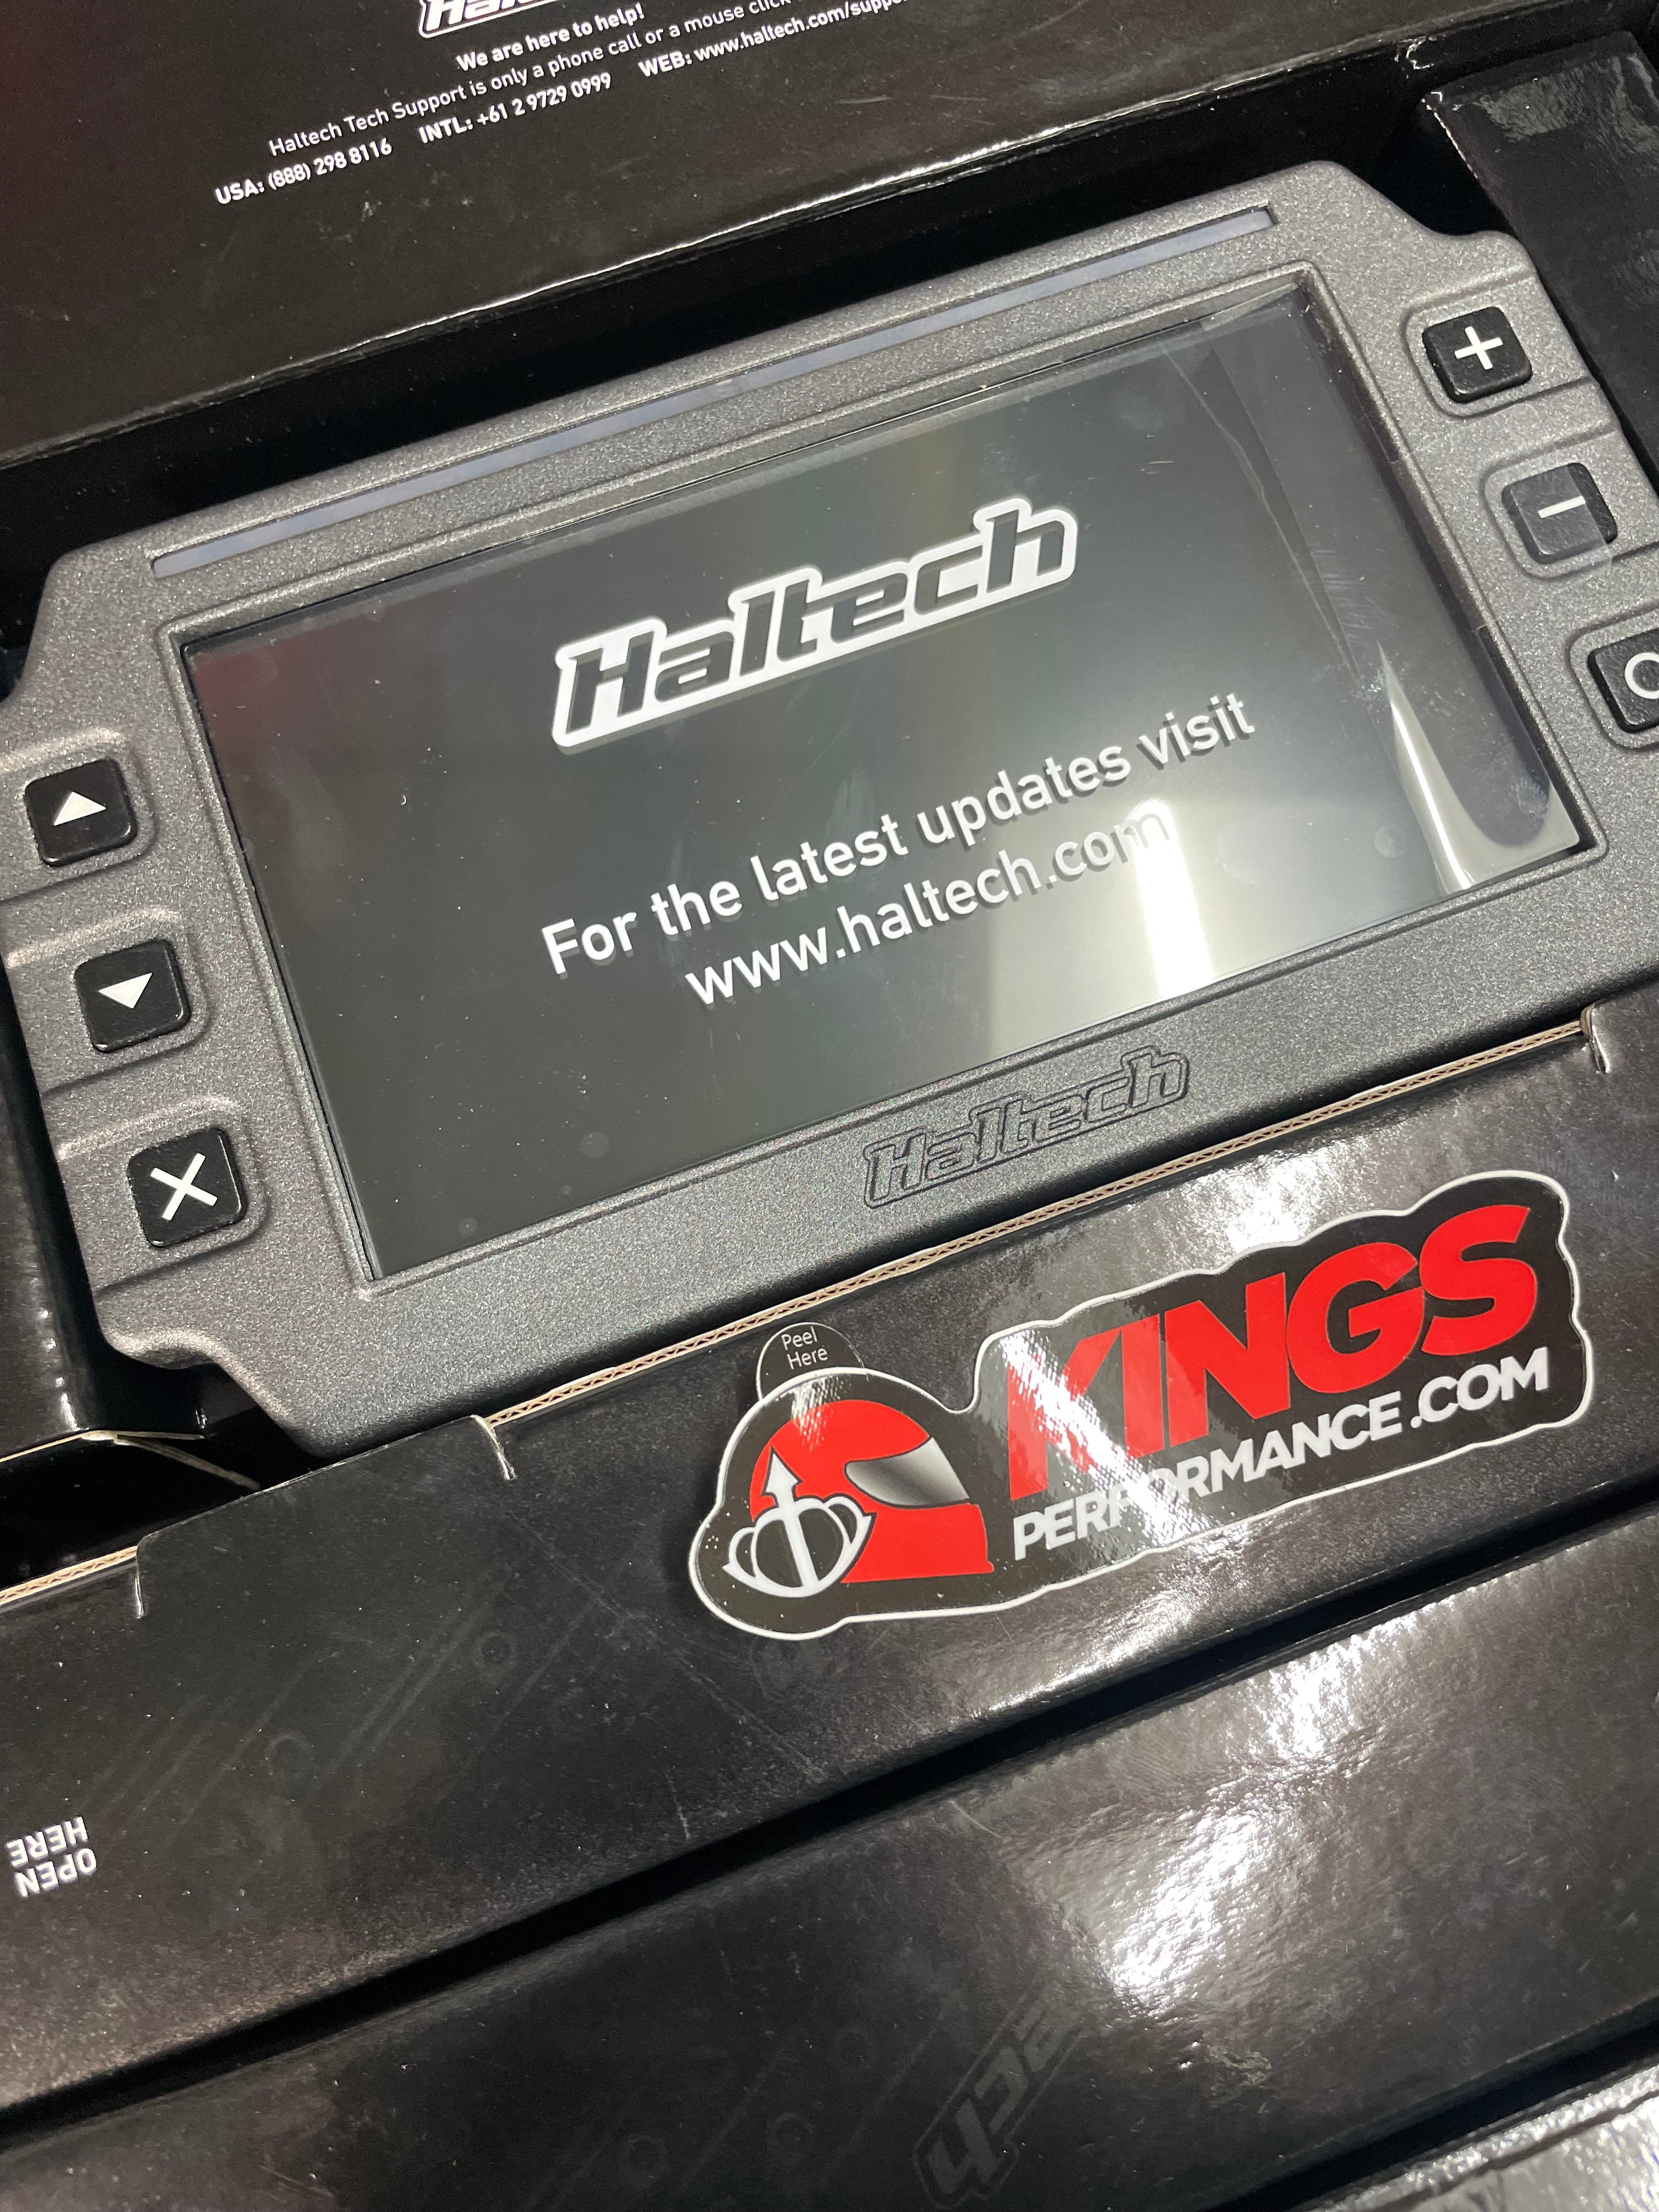 We are here to help!
Haltech Tech Support is only a phone call or a mouse click
USA: (888) 298 8116 INTL: +61 2 9729 0999 WEB: www.haltech.com/suppo
Haltech
For the latest updates visit
www.haltech.com
Haltech
Peel
Here
KINGS
PERFORMANCE.COM
OPEN
HERE